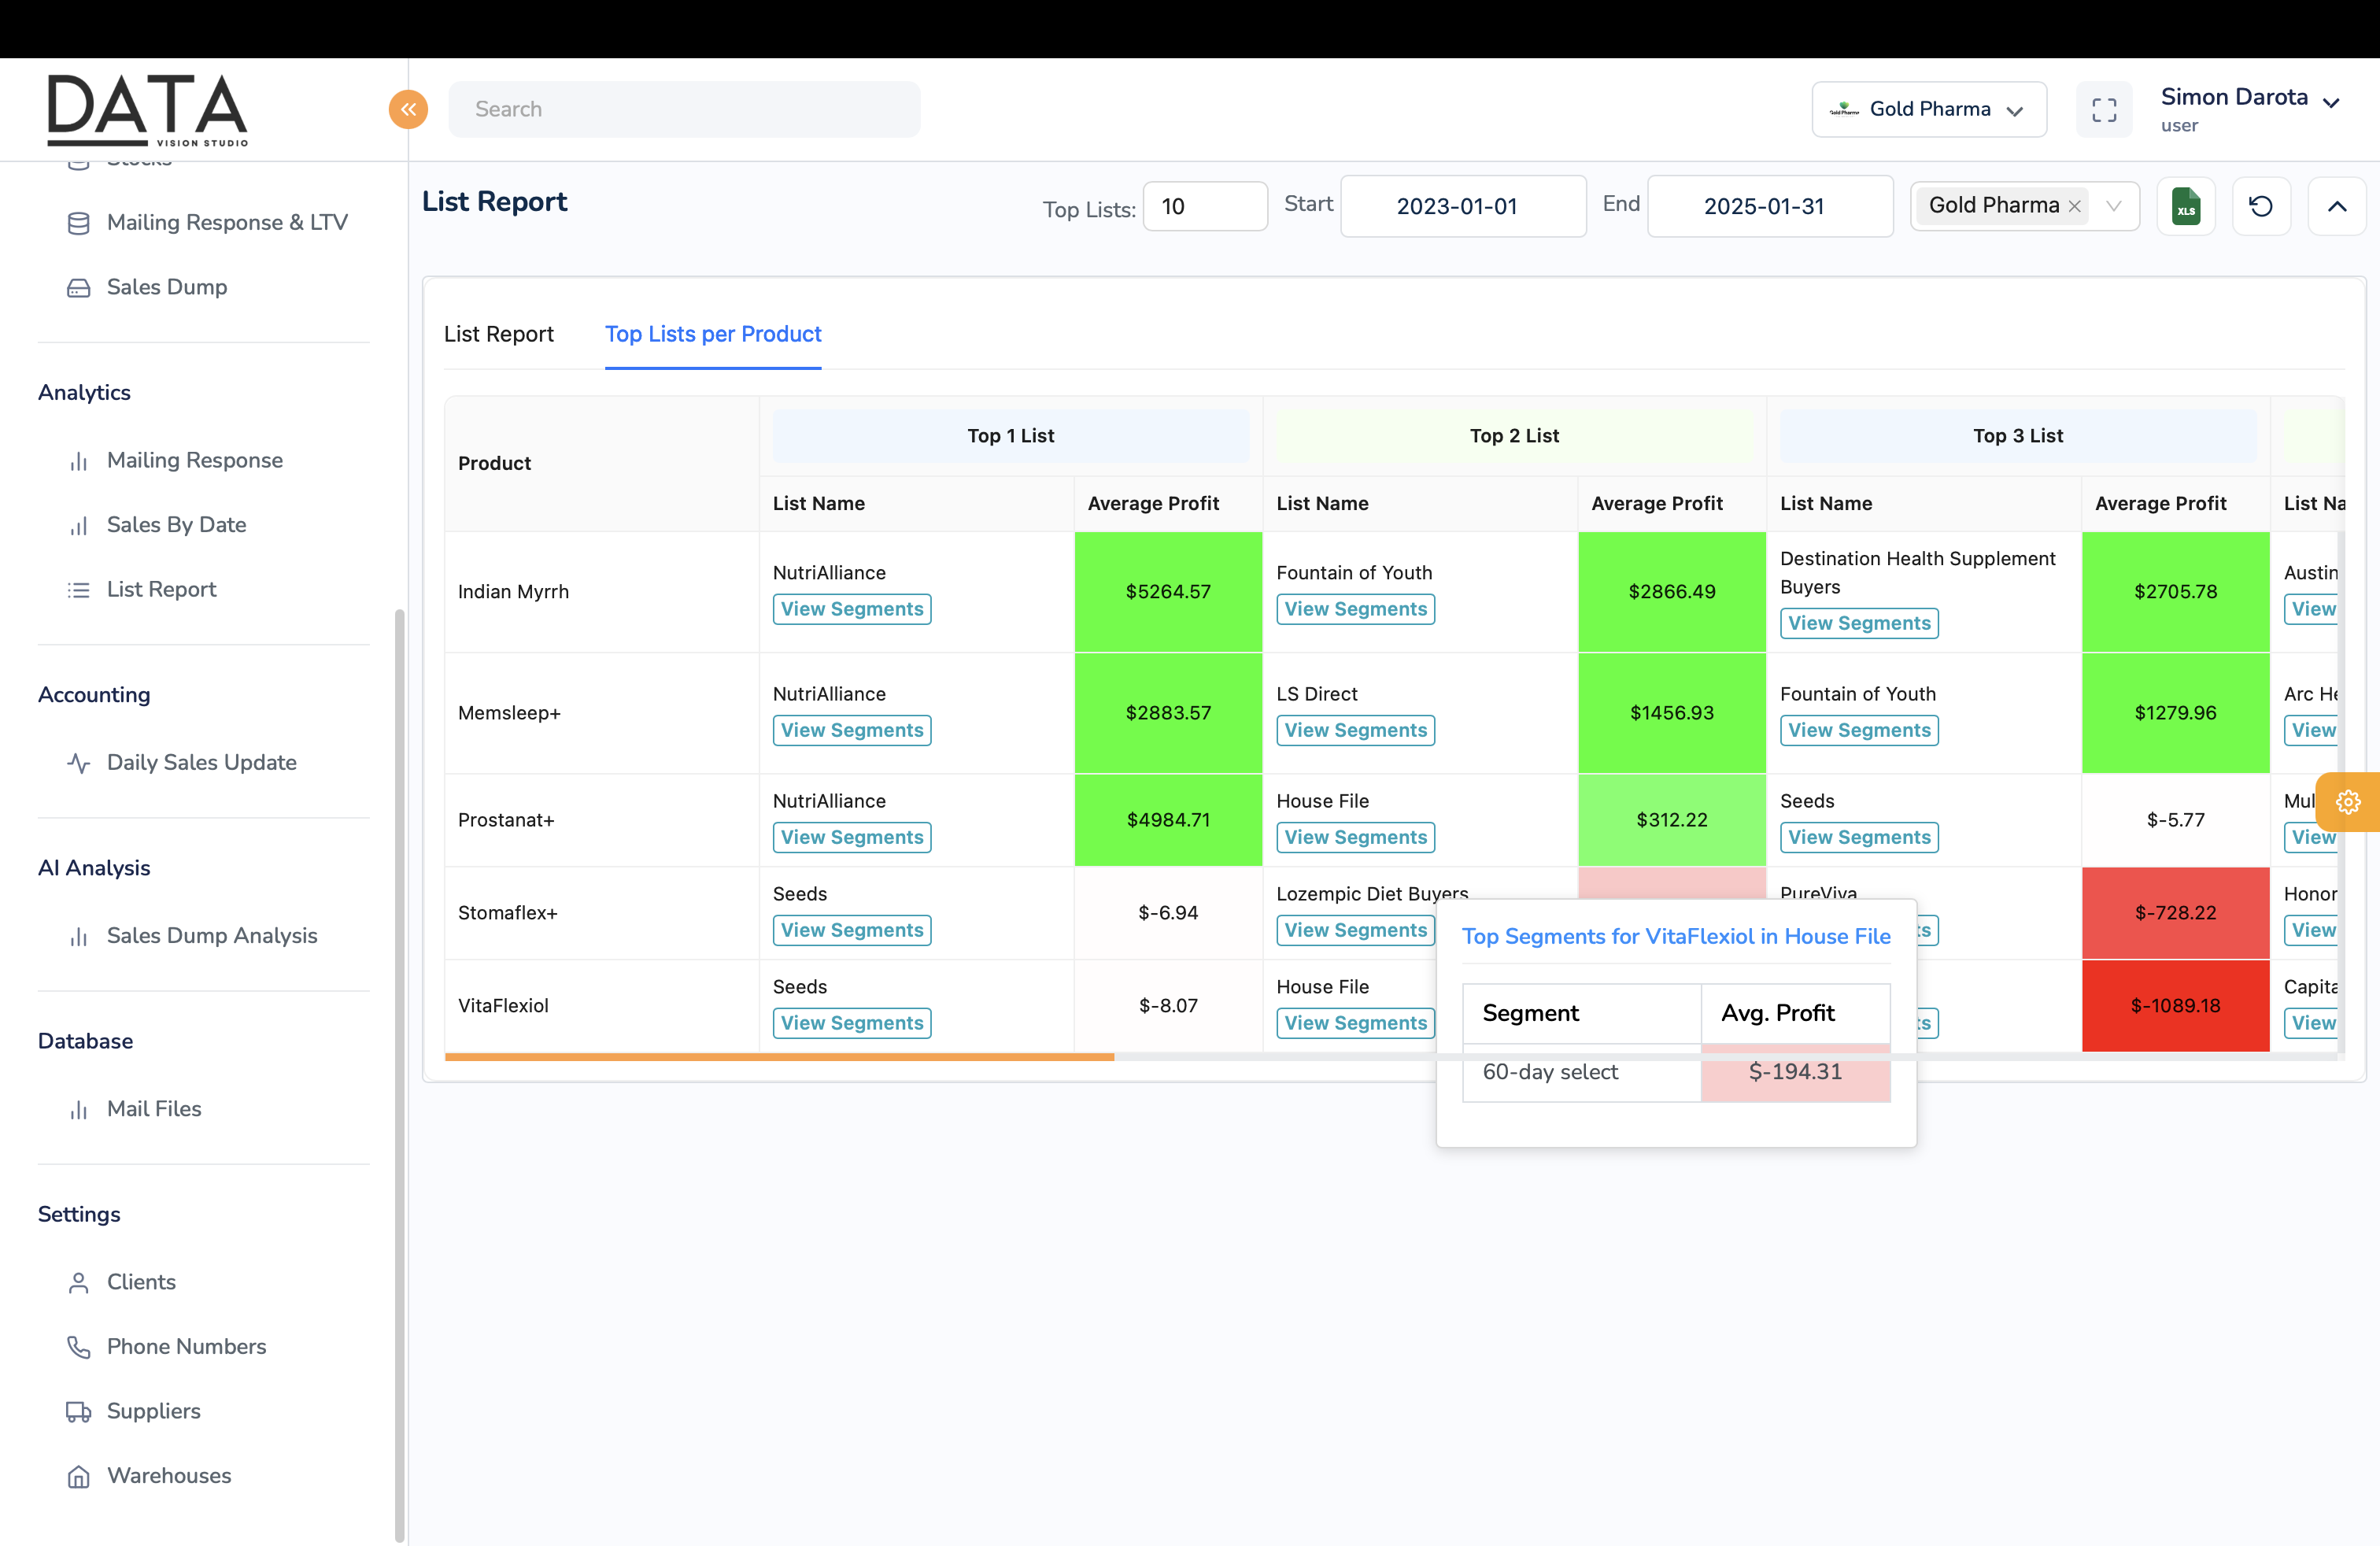 DATA
VISION STUDIO
Search
Gold Pharma
Gold Pharma
Simon Darota
user
Stocks
Mailing Response & LTV
Sales Dump
Analytics
Mailing Response
Sales By Date
List Report
Accounting
Daily Sales Update
AI Analysis
Sales Dump Analysis
Database
Mail Files
Settings
Clients
Phone Numbers
Suppliers
Warehouses
List Report
Top Lists: 10 Start 2023-01-01 End 2025-01-31 Gold Pharma XLS
List Report Top Lists per Product
Product Top 1 List Top 2 List Top 3 List
List Name Average Profit List Name Average Profit List Name Average Profit List Na
Indian Myrrh
NutriAlliance
View Segments
$5264.57
Fountain of Youth
View Segments
$2866.49
Destination Health Supplement
Buyers
View Segments
$2705.78
Austin
View
Memsleep+
NutriAlliance
View Segments
$2883.57
LS Direct
View Segments
$1456.93
Fountain of Youth
View Segments
$1279.96
Arc He
View
Prostanat+
NutriAlliance
View Segments
$4984.71
House File
View Segments
$312.22
Seeds
View Segments
$-5.77
Mul
View
Stomaflex+
Seeds
View Segments
$-6.94
Lozempic Diet Buyers
View Segments
PureViva
ts
$-728.22
Honor
View
VitaFlexiol
Seeds
View Segments
$-8.07
House File
View Segments
ts
$-1089.18
Capita
View
Top Segments for VitaFlexiol in House File
Segment Avg. Profit
60-day select $-194.31